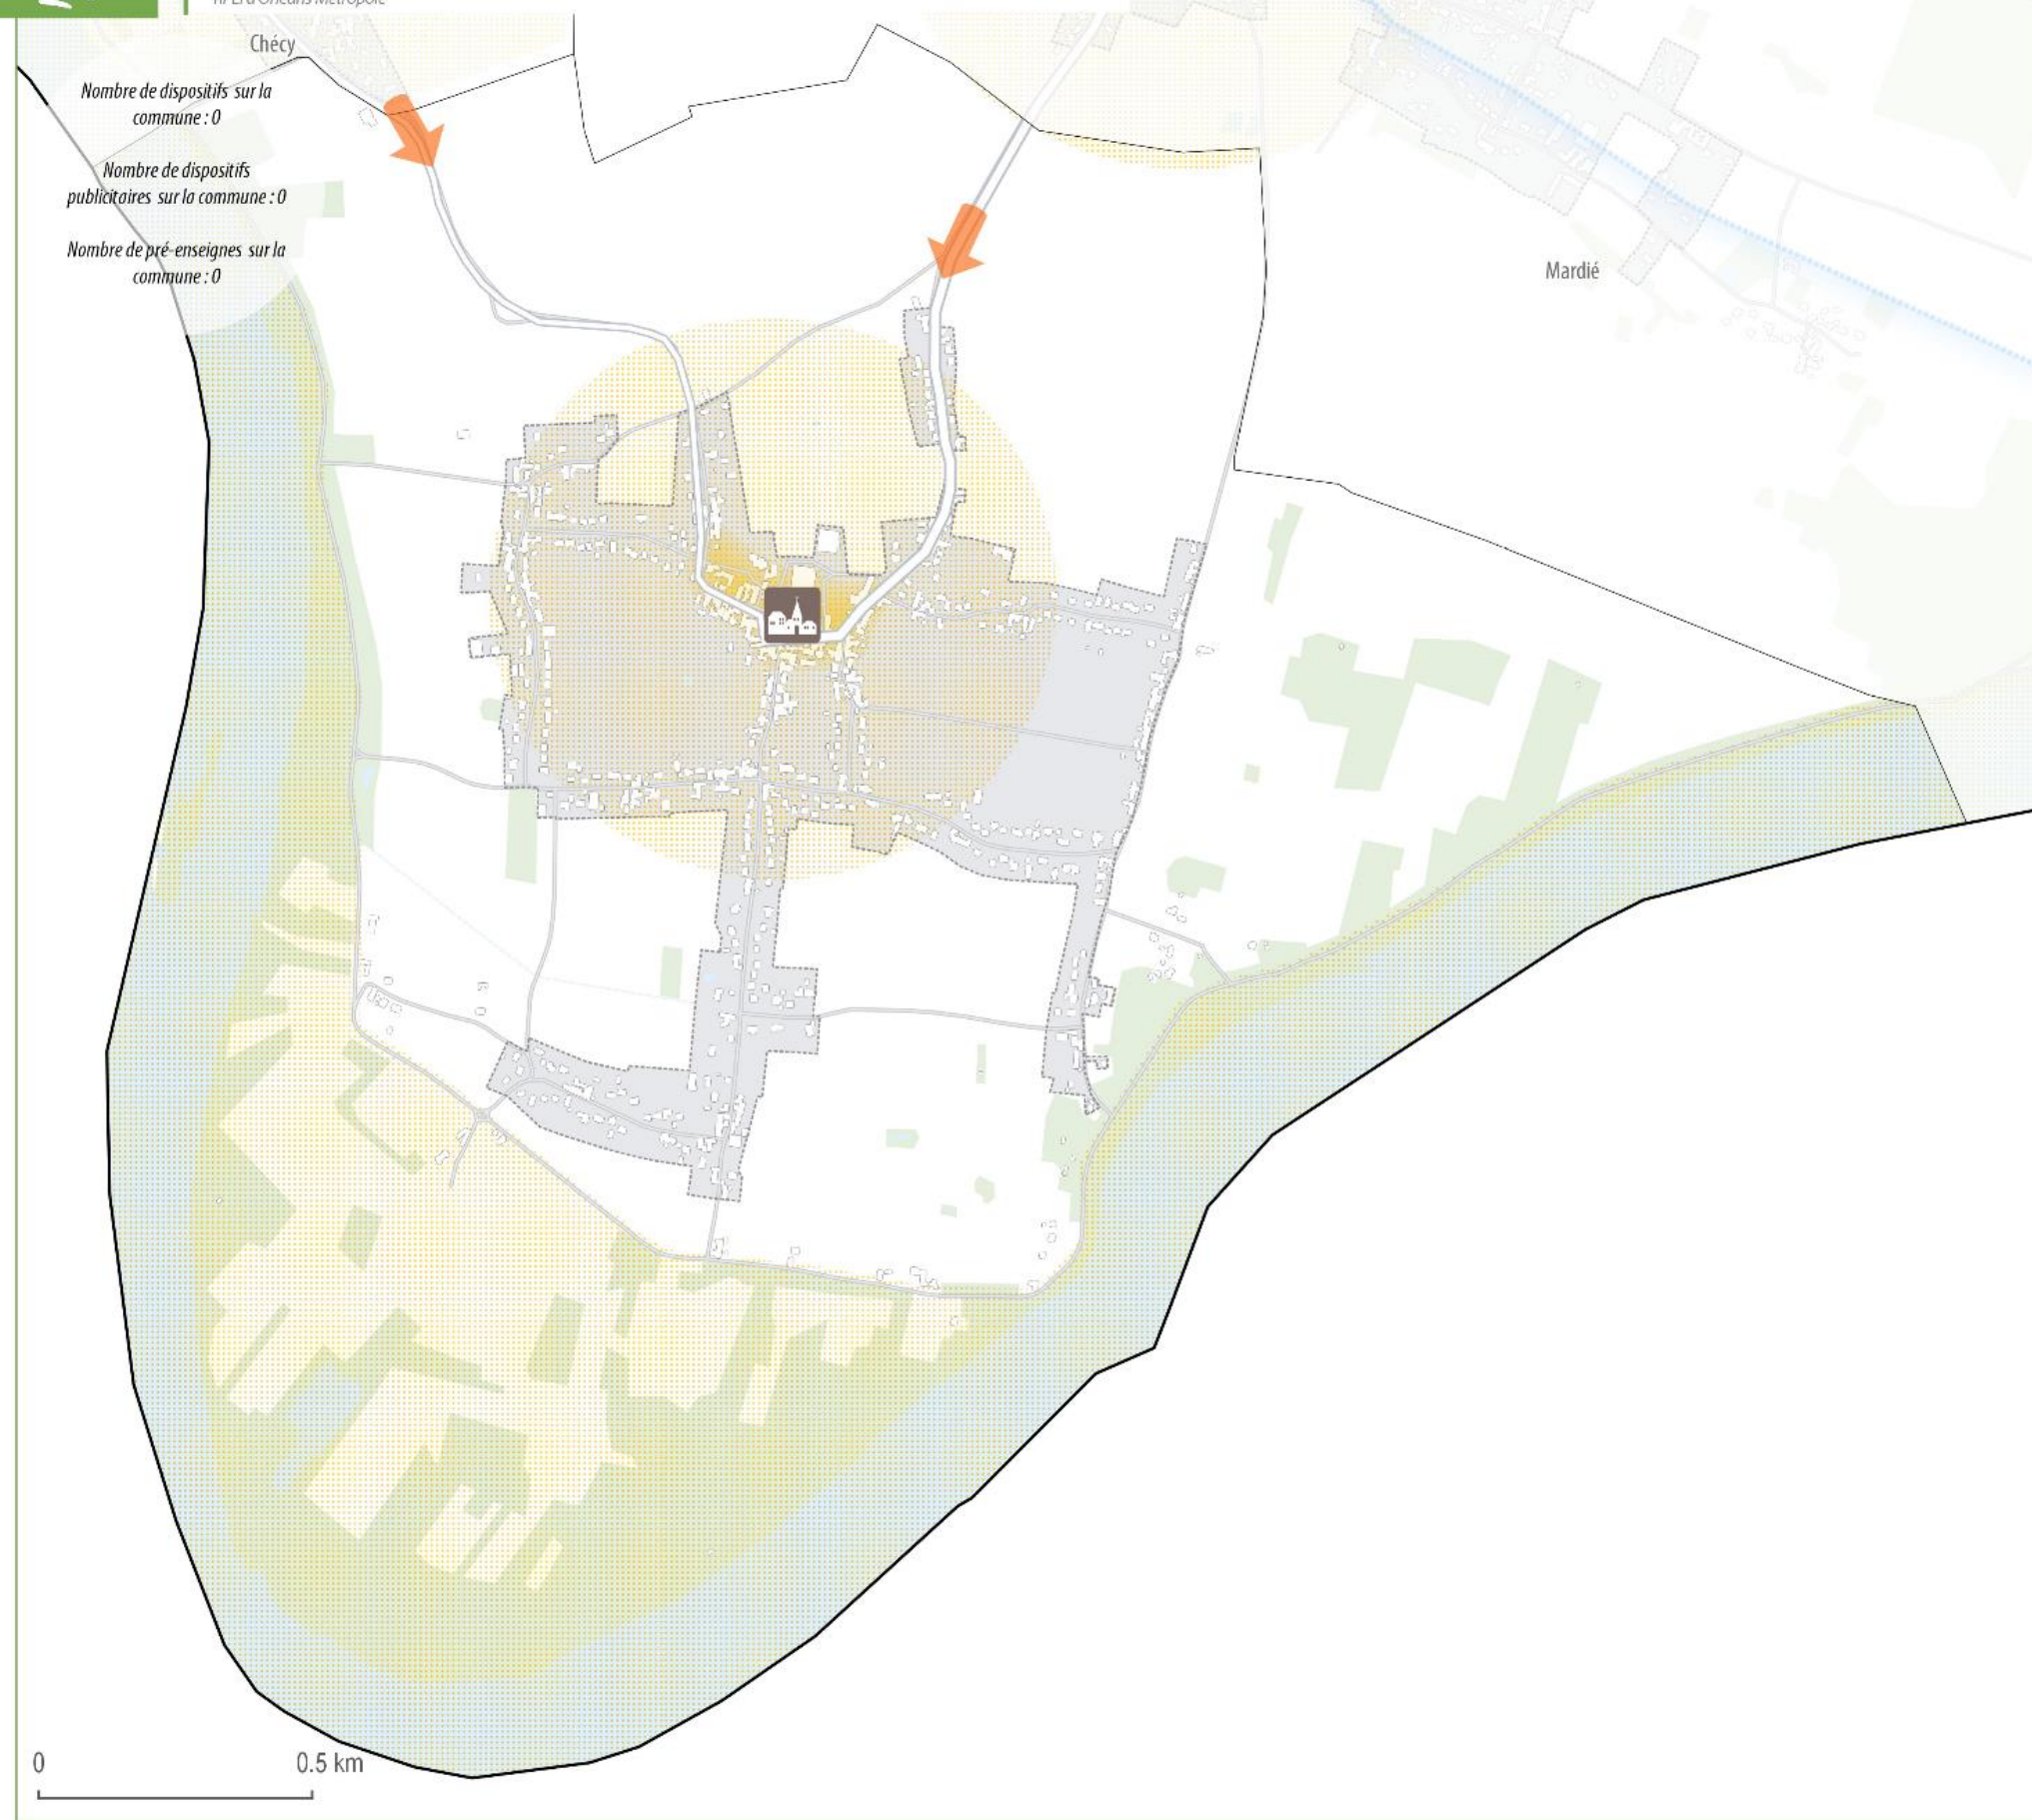 Chécy
Nombre de dispositifs sur la
commune : 0
Nombre de dispositifs
publicitaires sur la commune : 0
Nombre de pré-enseignes sur la
commune : 0
Mardié
0
0.5 km